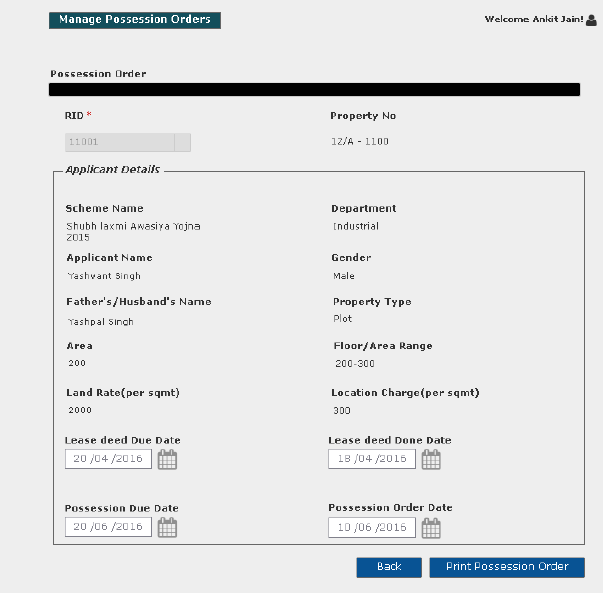 Manage Possession Orders
Welcome Ankit Jain!
Possession Order
RID *
Property No
11001
12/A - 1100
Applicant Details
Scheme Name
Department
Shubh laxmi Awasiya Yojna
2015
Industrial
Applicant Name
Gender
Yashvant Singh
Male
Father's/Husband's Name
Property Type
Yashpal Singh
Plot
Area
Floor/Area Range
200
200-300
Land Rate(per sqmt)
Location Charge(per sqmt)
2000
300
Lease deed Due Date
Lease deed Done Date
20 /04 /2016
18 /04 /2016
Possession Due Date
Possession Order Date
20 /06 /2016
10 /06 /2016
Back
Print Possession Order